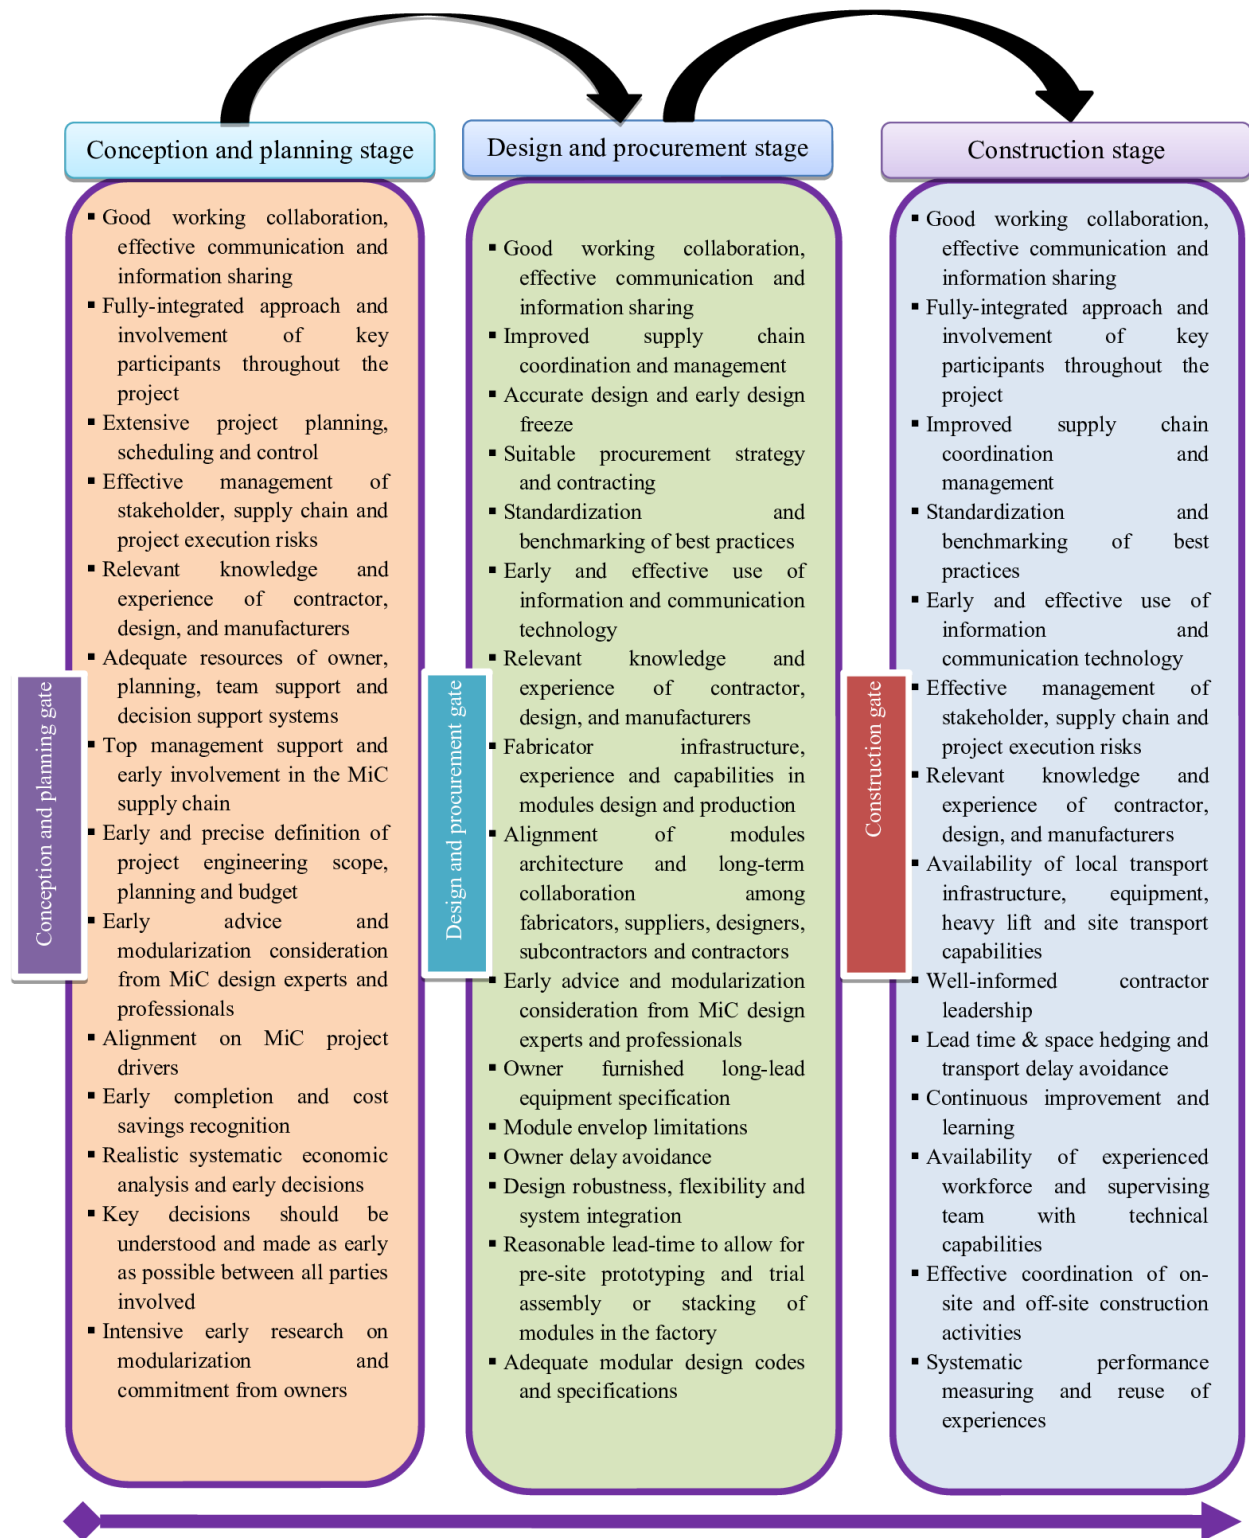 Conception and planning stage
Good working collaboration,
effective communication and
information sharing
Fully-integrated approach and
involvement of key
participants throughout the
project
Extensive project planning,
scheduling and control
Effective management of
stakeholder, supply chain and
project execution risks
Relevant knowledge and
experience of contractor,
design, and manufacturers
Adequate resources of owner,
planning, team support and
decision support systems
Top management support and
early involvement in the MiC
supply chain
Early and precise definition of
project engineering scope,
planning and budget
Early advice and
modularization consideration
from MiC design experts and
professionals
Alignment on MiC project
drivers
Early completion and cost
savings recognition
Realistic systematic economic
analysis and early decisions
Key decisions should be
understood and made as early
as possible between all parties
involved
Intensive early research on
modularization and
commitment from owners
Conception and planning gate
Design and procurement stage
Good working collaboration,
effective communication and
information sharing
Improved supply chain
coordination and management
Accurate design and early design
freeze
Suitable procurement strategy
and contracting
Standardization and
benchmarking of best practices
Early and effective use of
information and communication
technology
Relevant knowledge and
experience of contractor,
design, and manufacturers
Fabricator infrastructure,
experience and capabilities in
modules design and production
Alignment of modules
architecture and long-term
collaboration among
fabricators, suppliers, designers,
subcontractors and contractors
Early advice and modularization
consideration from MiC design
experts and professionals
Owner furnished long-lead
equipment specification
Module envelop limitations
Owner delay avoidance
Design robustness, flexibility and
system integration
Reasonable lead-time to allow for
pre-site prototyping and trial
assembly or stacking of
modules in the factory
Adequate modular design codes
and specifications
Design and procurement gate
Construction stage
Good working collaboration,
effective communication and
information sharing
Fully-integrated approach and
involvement of key
participants throughout the
project
Improved supply chain
coordination and
management
Standardization and
benchmarking of best
practices
Early and effective use of
information and
communication technology
Effective management of
stakeholder, supply chain and
project execution risks
Relevant knowledge and
experience of contractor,
design, and manufacturers
Availability of local transport
infrastructure, equipment,
heavy lift and site transport
capabilities
Well-informed contractor
leadership
Lead time & space hedging and
transport delay avoidance
Continuous improvement and
learning
Availability of experienced
workforce and supervising
team with technical
capabilities
Effective coordination of on-
site and off-site construction
activities
Systematic performance
measuring and reuse of
experiences
Construction gate